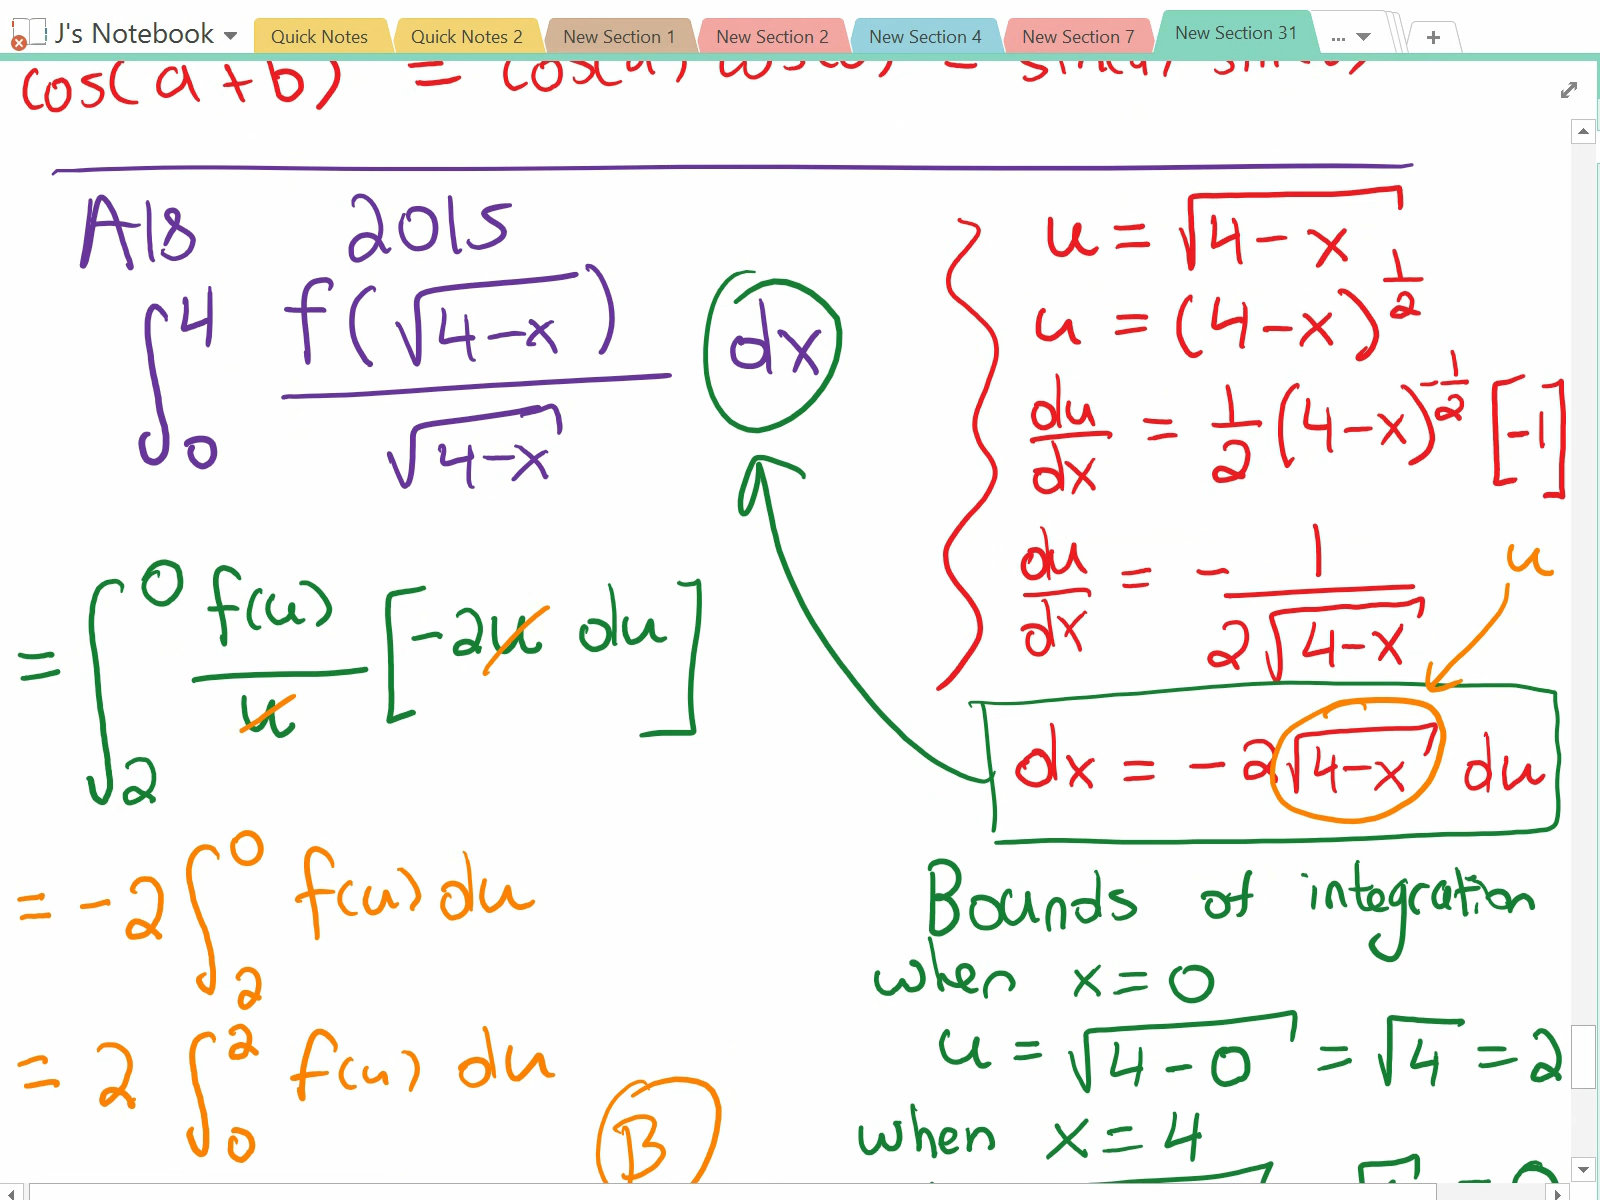 J's Notebook
Quick Notes
Quick Notes 2
New Section 1
New Section 2
New Section 4
New Section 7
New Section 31
...
+
cos(a+b) =
A18 2015
∫₀⁴ f(√(4-x))/√(4-x) dx
= ∫₂⁰ f(u)/u [-2u du]
= -2 ∫₂⁰ f(u) du
= 2 ∫₀² f(u) du
B
u = √(4-x)
u = (4-x)^(1/2)
du/dx = 1/2 (4-x)^(-1/2) [-1]
du/dx = - 1/(2√(4-x))
u
dx = -2√(4-x) du
Bounds of integration
when x=0
u = √(4-0) = √4 = 2
when x=4